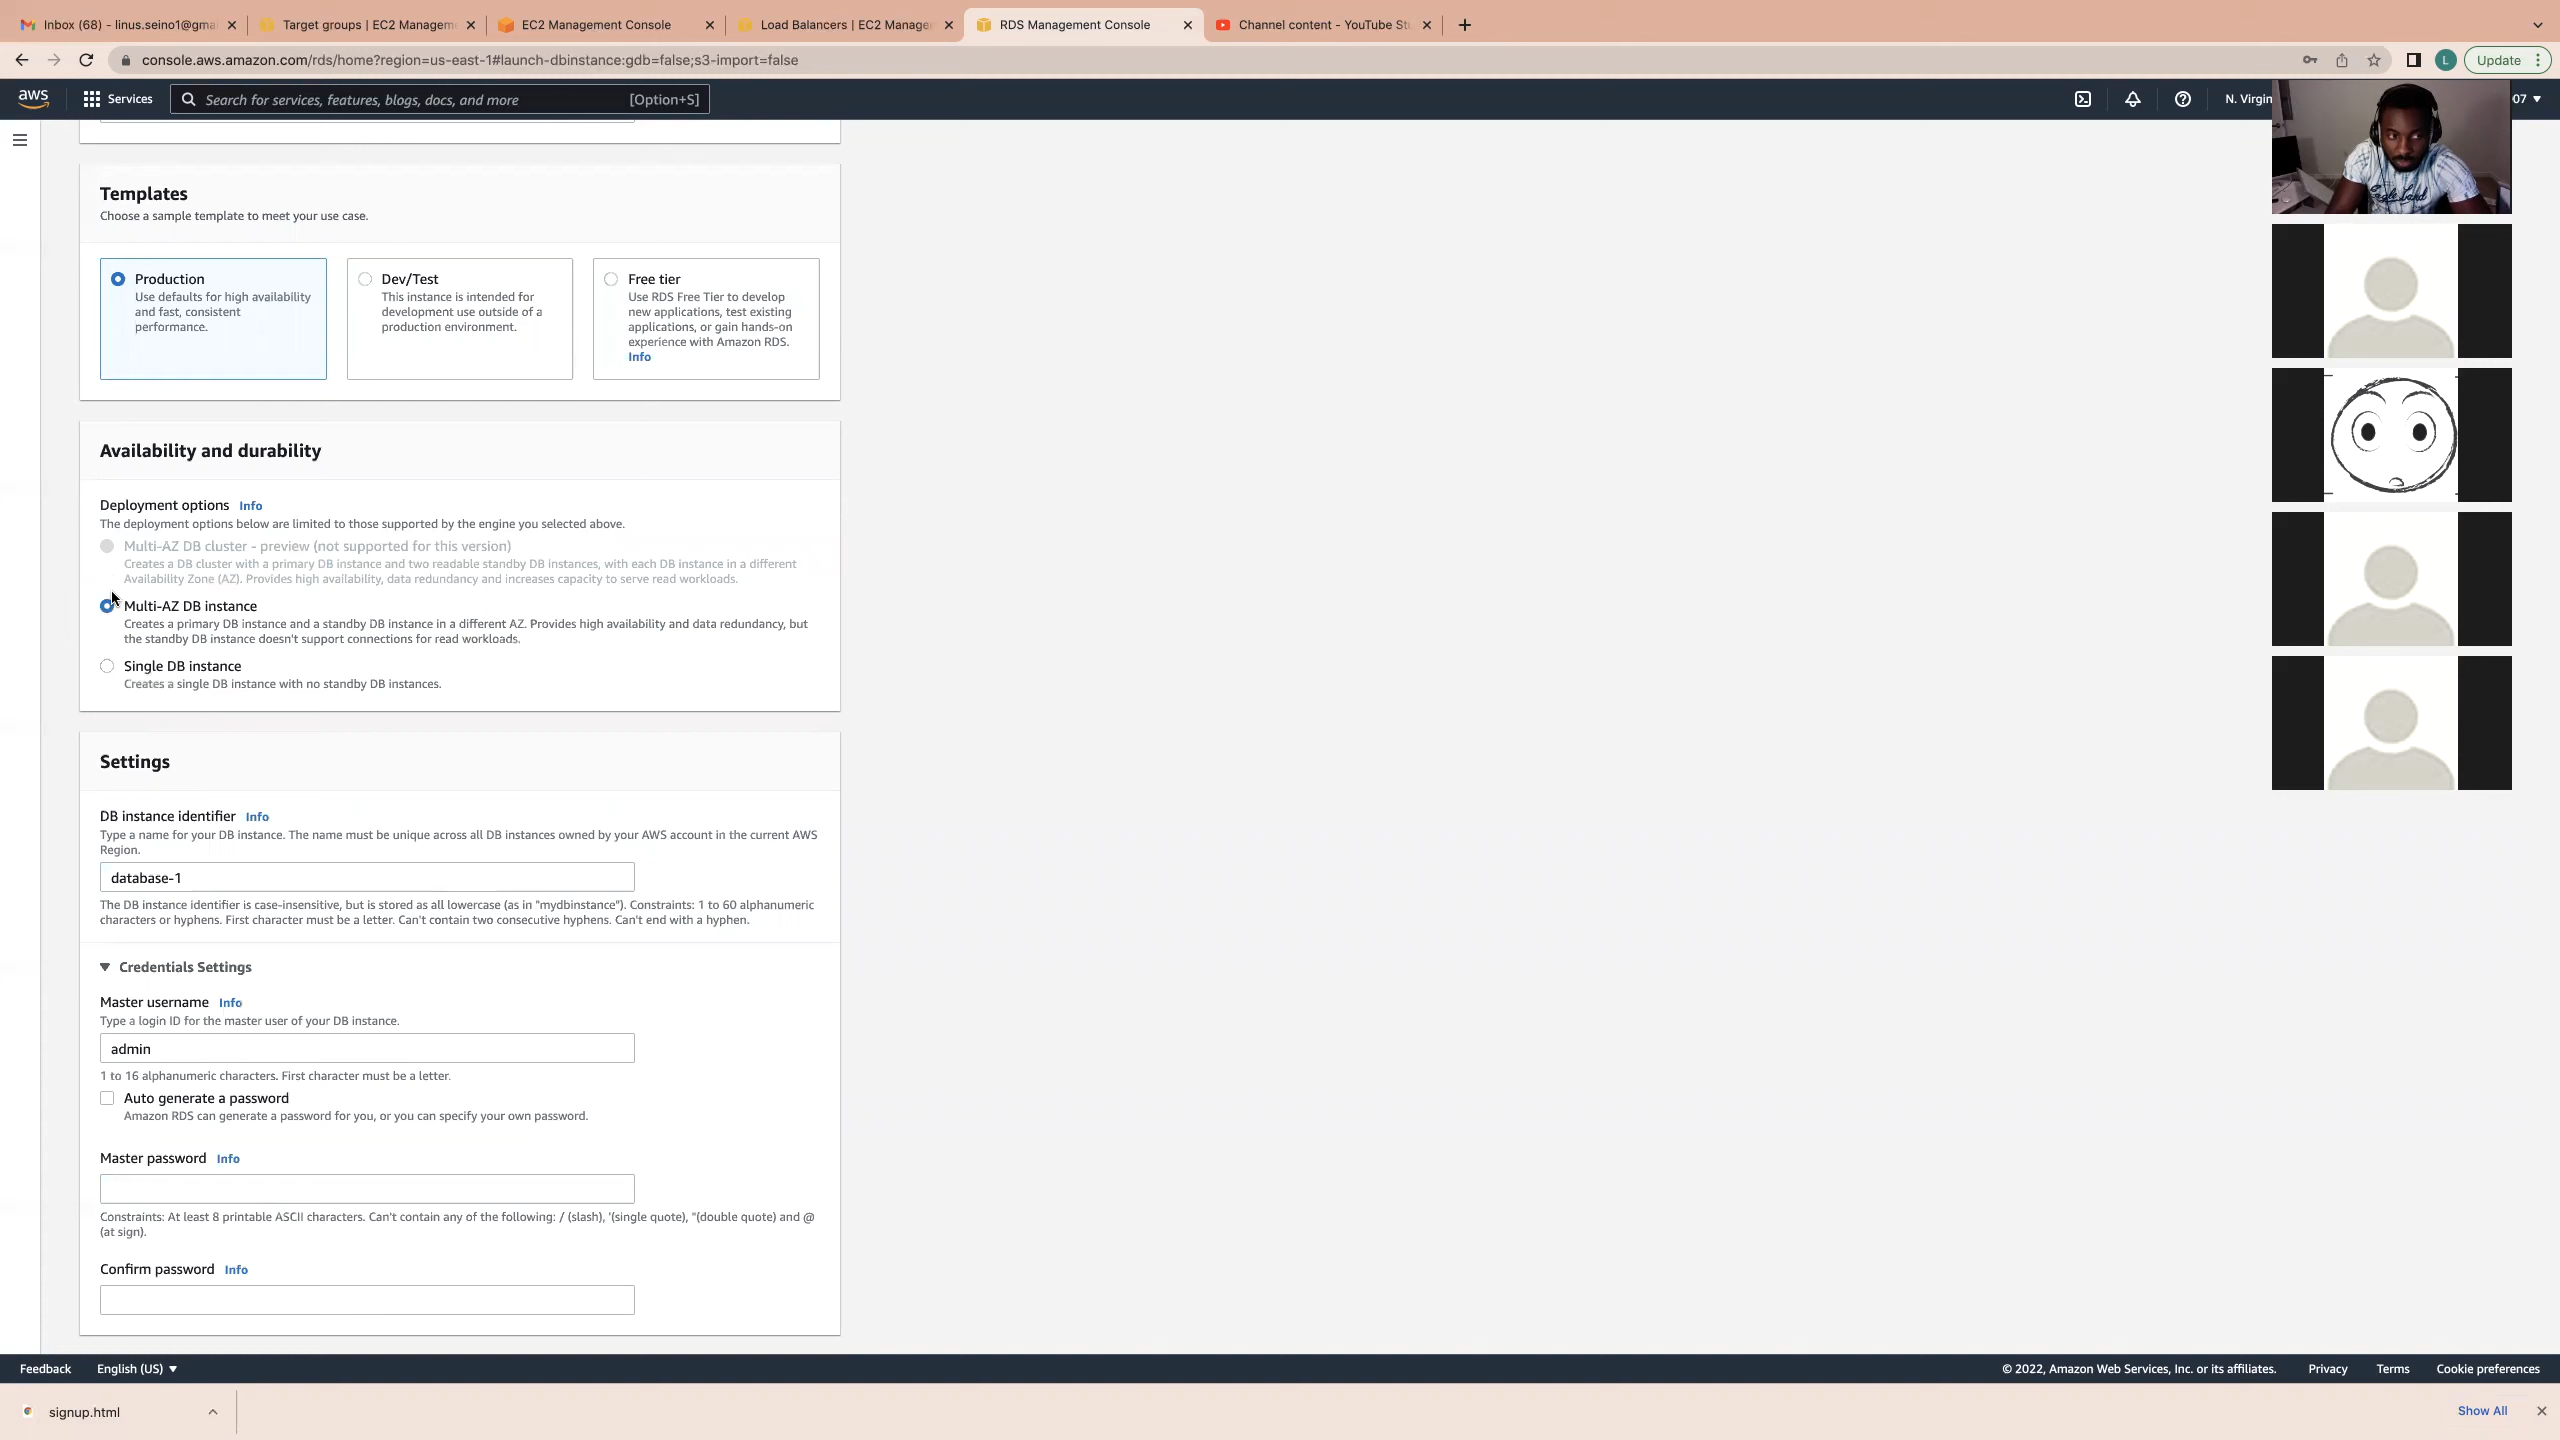 Inbox (68) - linus.seino1@gma
Target groups | EC2 Manageme
EC2 Management Console
Load Balancers | EC2 Manage
RDS Management Console
Channel content - YouTube St
console.aws.amazon.com/rds/home?region=us-east-1#launch-dbinstance:gdb=false;s3-import=false
L
Update
aws
Services
Search for services, features, blogs, docs, and more
[Option+S]
N. Virgin
07
Templates
Choose a sample template to meet your use case.
Production
Use defaults for high availability
and fast, consistent
performance.
Dev/Test
This instance is intended for
development use outside of a
production environment.
Free tier
Use RDS Free Tier to develop
new applications, test existing
applications, or gain hands-on
experience with Amazon RDS.
Info
Availability and durability
Deployment options Info
The deployment options below are limited to those supported by the engine you selected above.
Multi-AZ DB cluster - preview (not supported for this version)
Creates a DB cluster with a primary DB instance and two readable standby DB instances, with each DB instance in a different
Availability Zone (AZ). Provides high availability, data redundancy and increases capacity to serve read workloads.
Multi-AZ DB instance
Creates a primary DB instance and a standby DB instance in a different AZ. Provides high availability and data redundancy, but
the standby DB instance doesn't support connections for read workloads.
Single DB instance
Creates a single DB instance with no standby DB instances.
Settings
DB instance identifier Info
Type a name for your DB instance. The name must be unique across all DB instances owned by your AWS account in the current AWS
Region.
database-1
The DB instance identifier is case-insensitive, but is stored as all lowercase (as in "mydbinstance"). Constraints: 1 to 60 alphanumeric
characters or hyphens. First character must be a letter. Can't contain two consecutive hyphens. Can't end with a hyphen.
Credentials Settings
Master username Info
Type a login ID for the master user of your DB instance.
admin
1 to 16 alphanumeric characters. First character must be a letter.
Auto generate a password
Amazon RDS can generate a password for you, or you can specify your own password.
Master password Info
Constraints: At least 8 printable ASCII characters. Can't contain any of the following: / (slash), '(single quote), "(double quote) and @
(at sign).
Confirm password Info
Feedback
English (US)
© 2022, Amazon Web Services, Inc. or its affiliates.
Privacy
Terms
Cookie preferences
signup.html
Show All